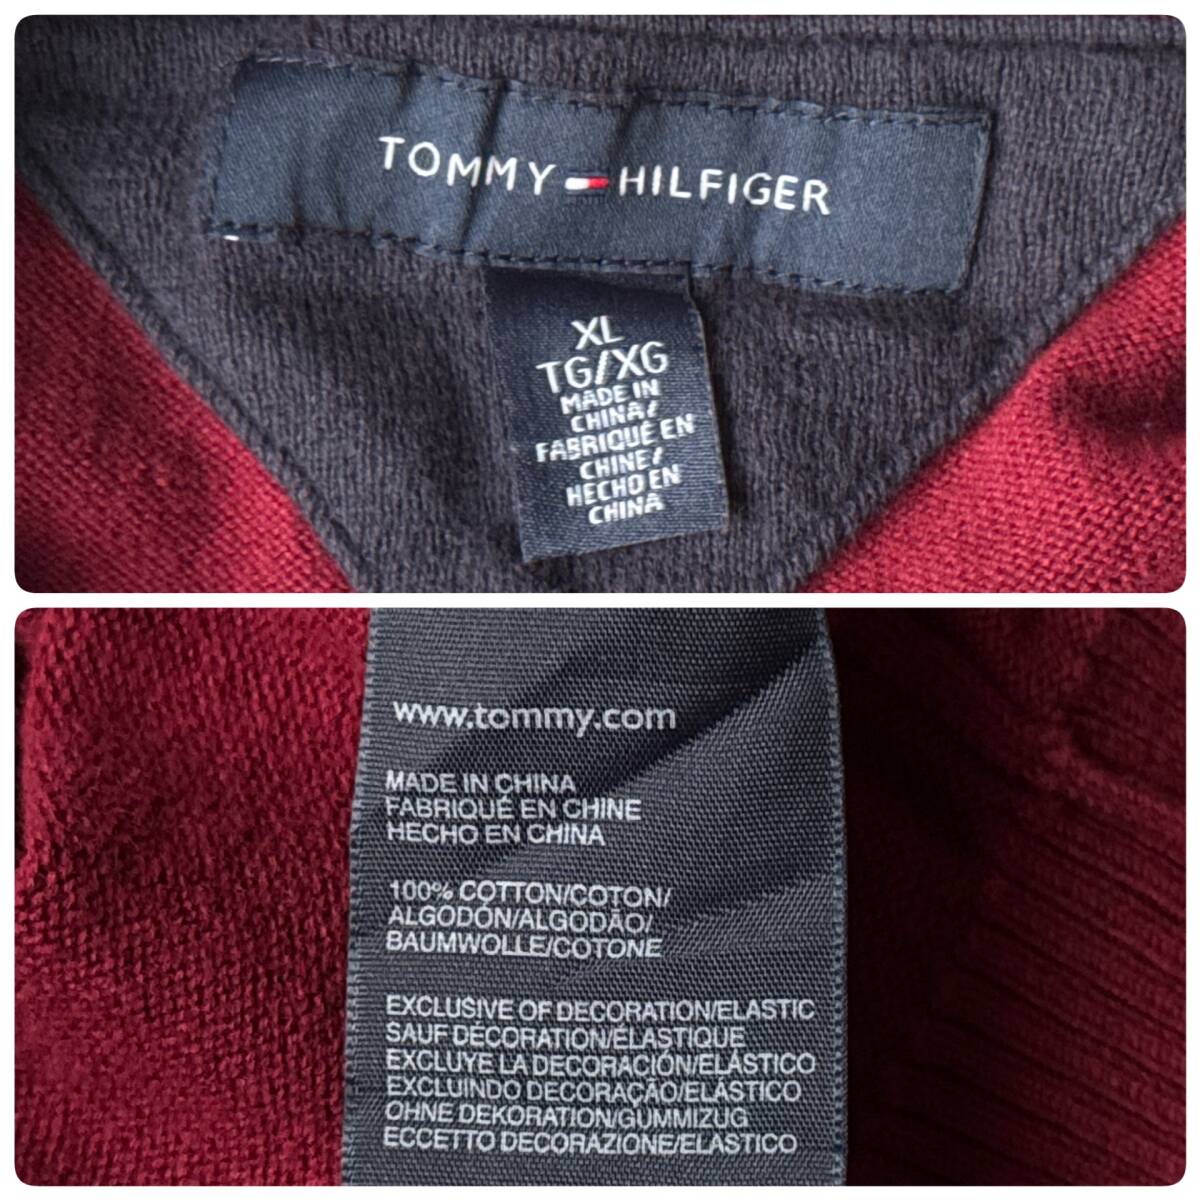 TOMMY HILFIGER
XL
TG/XG
MADE IN
CHINA/
FABRIQUÉ EN
CHINE/
HECHO EN
CHINA
www.tommy.com
MADE IN CHINA
FABRIQUÉ EN CHINE
HECHO EN CHINA
100% COTTON/COTON/
ALGODÓN/ALGODÃO/
BAUMWOLLE/COTONE
EXCLUSIVE OF DECORATION/ELASTIC
SAUF DÉCORATION/ÉLASTIQUE
EXCLUYE LA DECORACIÓN/ELÁSTICO
EXCLUINDO DECORAÇÃO/ELÁSTICO
OHNE DEKORATION/GUMMIZUG
ECCETTO DECORAZIONE/ELASTICO